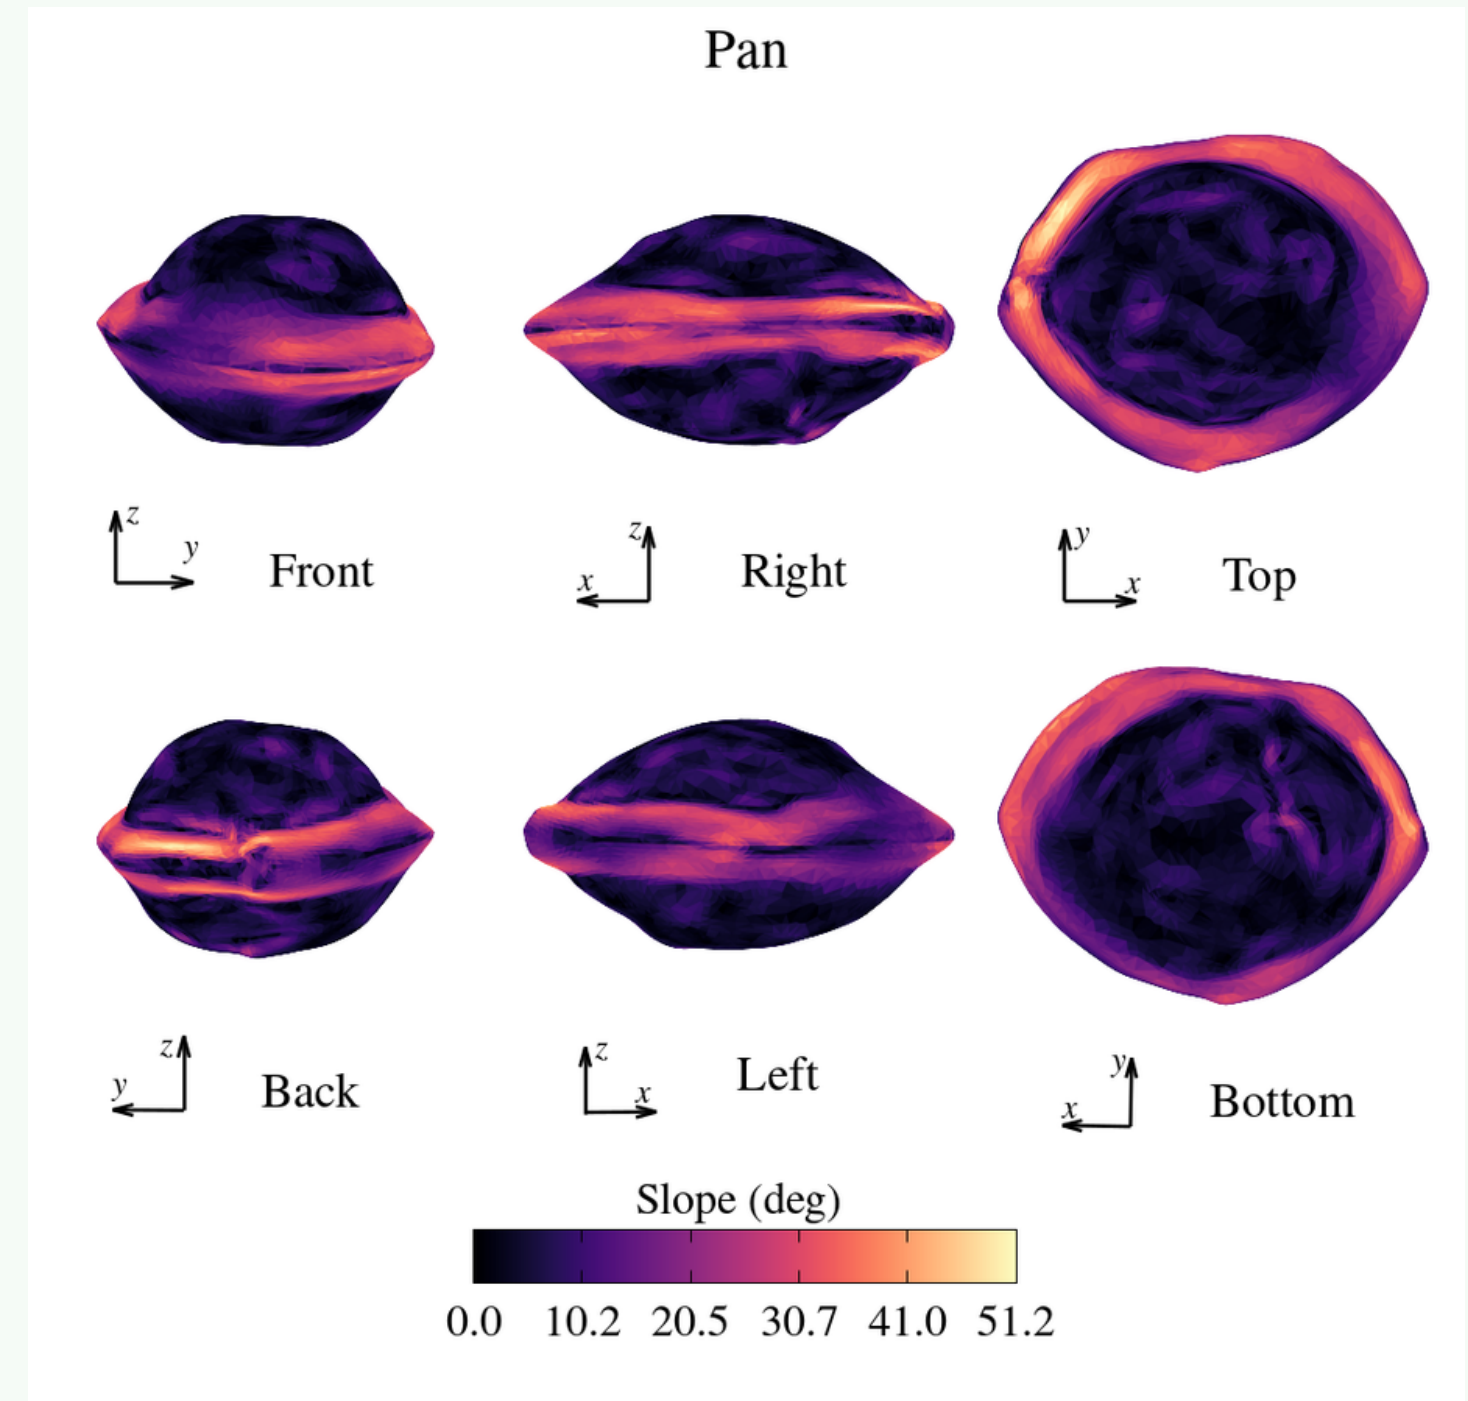 Pan
z
y
Front
z
x
Right
y
x
Top
z
y
Back
z
x
Left
y
x
Bottom
Slope (deg)
0.0 10.2 20.5 30.7 41.0 51.2